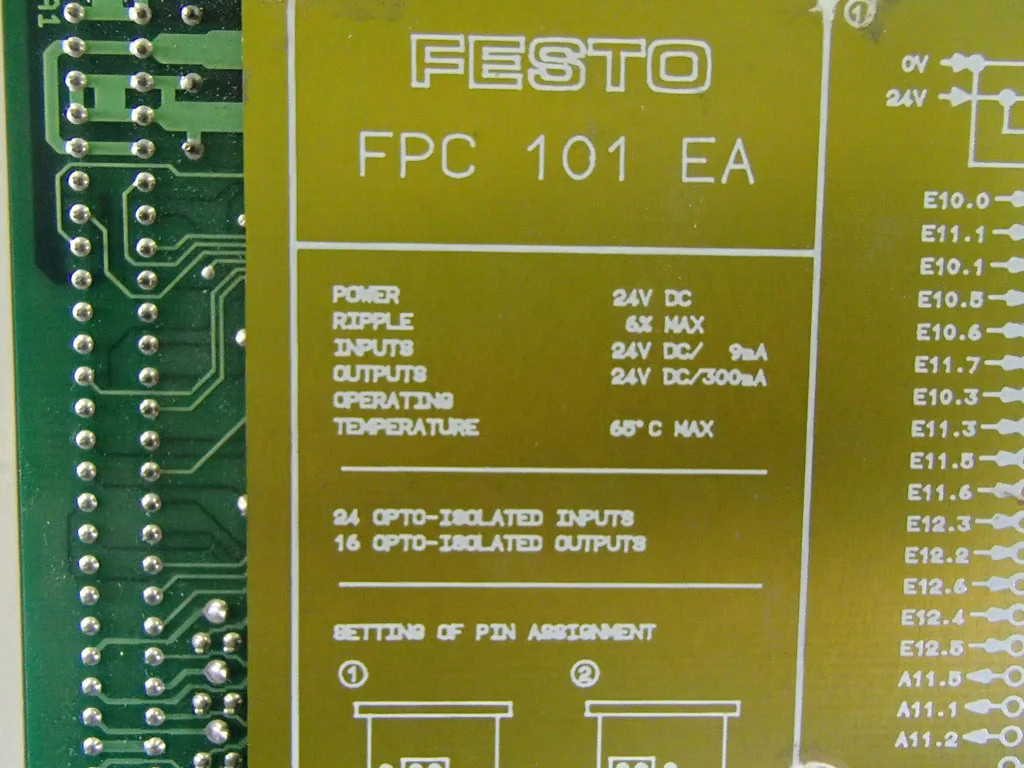 A1
FESTO
FPC 101 EA
POWER 24V DC
RIPPLE 6% MAX
INPUTS 24V DC/ 9mA
OUTPUTS 24V DC/300mA
OPERATING
TEMPERATURE 65°C MAX
24 OPTO-ISOLATED INPUTS
16 OPTO-ISOLATED OUTPUTS
SETTING OF PIN ASSIGNMENT
1 2
1
0V
24V
E10.0
E11.1
E10.1
E10.5
E10.6
E11.7
E10.3
E11.3
E11.5
E11.6
E12.3
E12.2
E12.6
E12.4
E12.5
A11.5
A11.1
A11.2